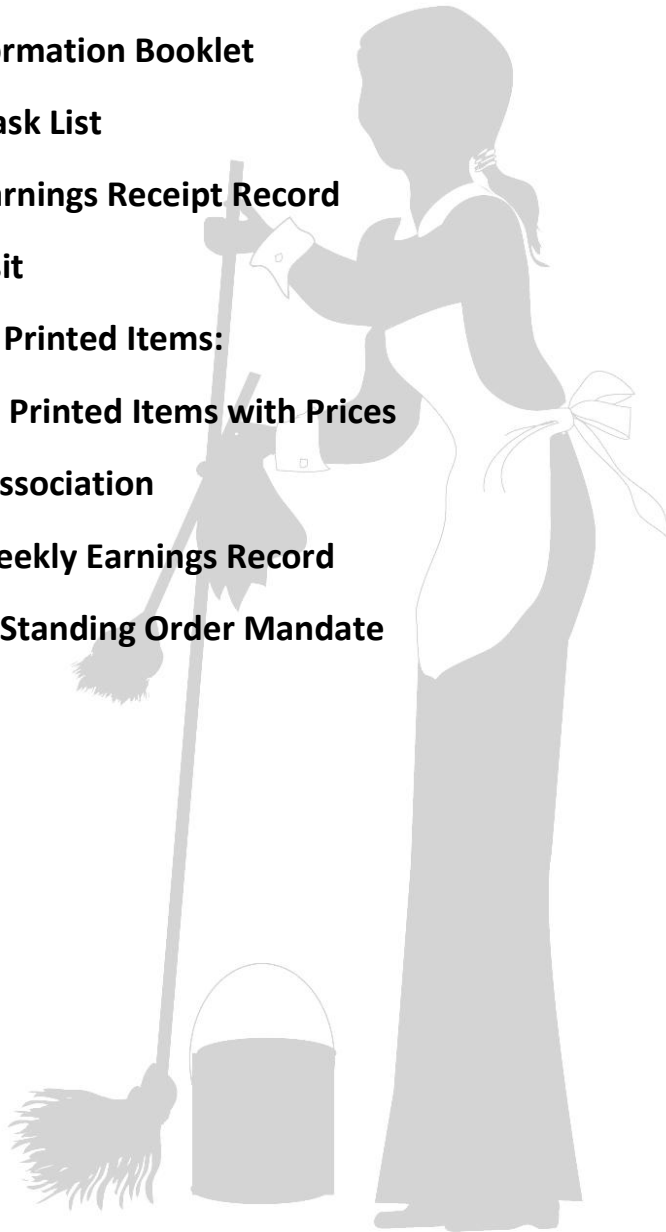 ormation Booklet
ask List
arnings Receipt Record
sit
Printed Items:
Printed Items with Prices
ssociation
eekly Earnings Record
Standing Order Mandate